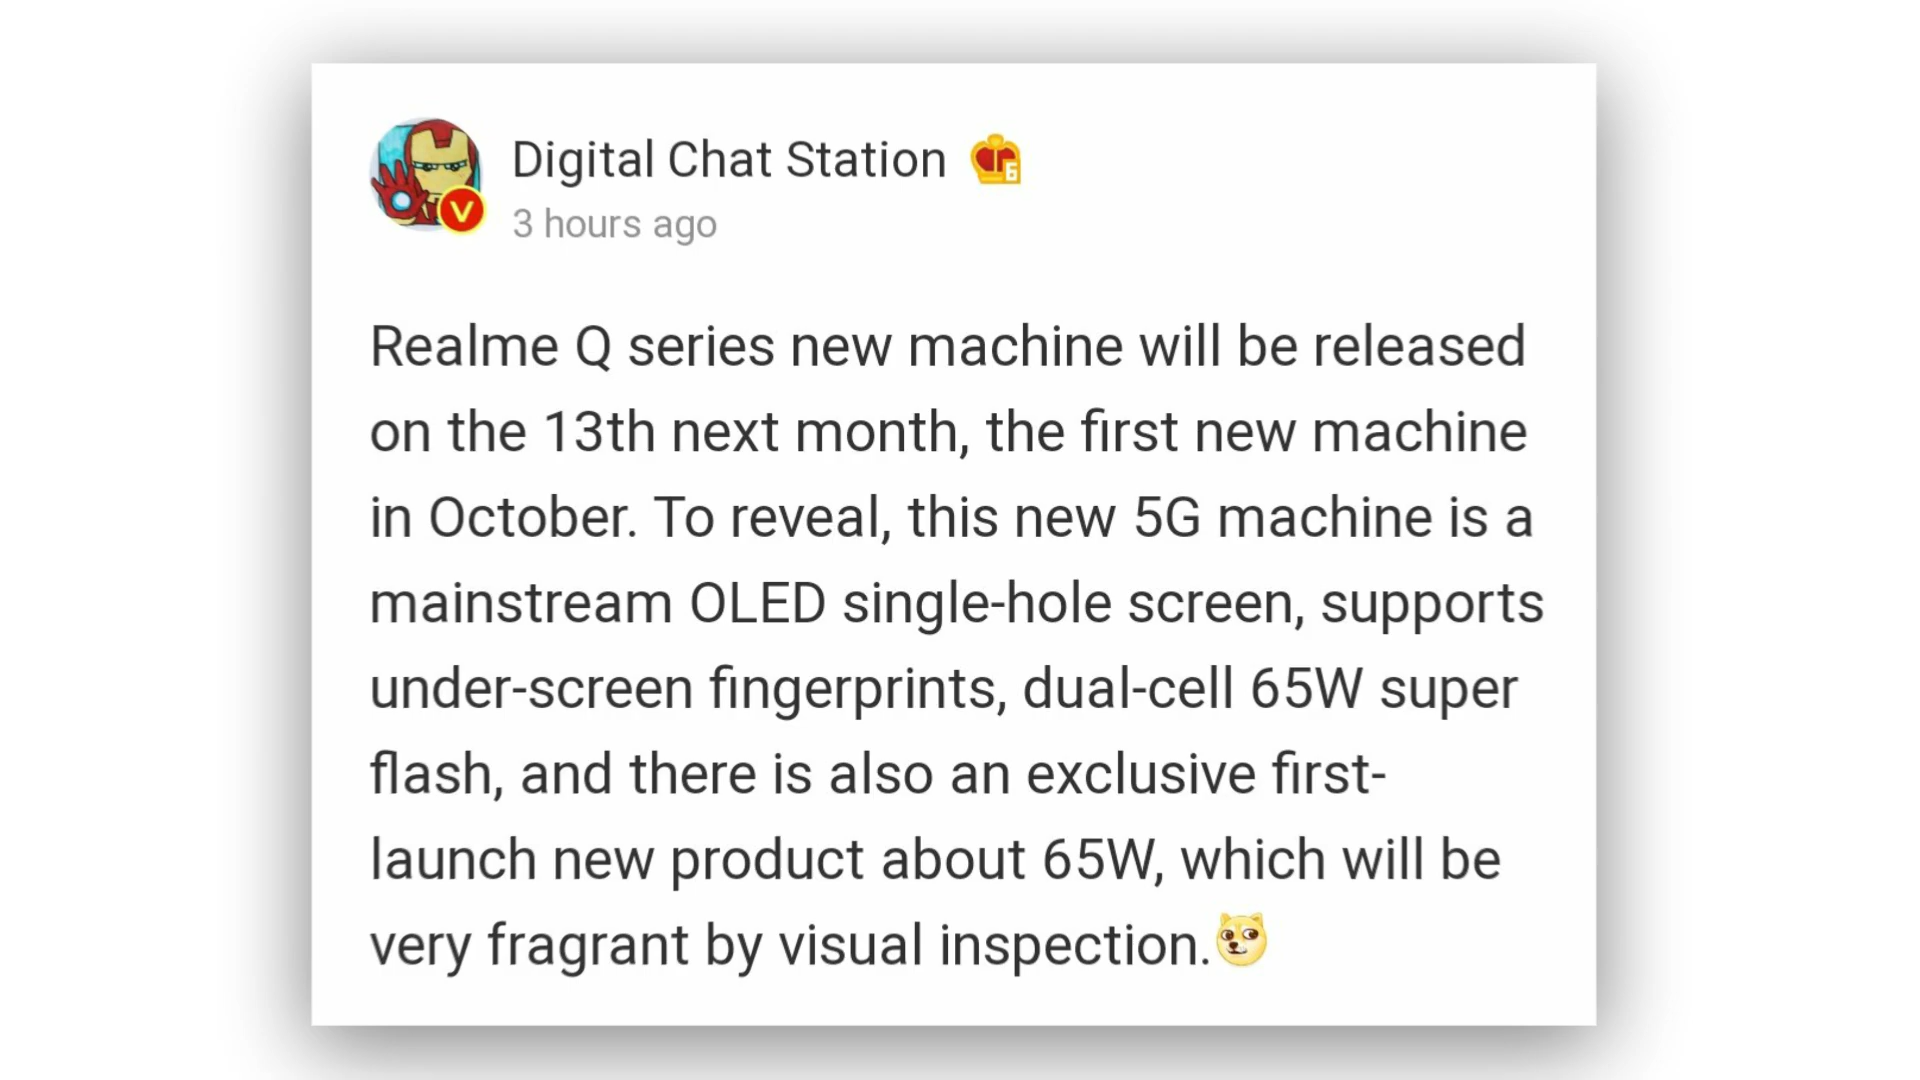 Digital Chat Station
6
V
3 hours ago
Realme Q series new machine will be released
on the 13th next month, the first new machine
in October. To reveal, this new 5G machine is a
mainstream OLED single-hole screen, supports
under-screen fingerprints, dual-cell 65W super
flash, and there is also an exclusive first-
launch new product about 65W, which will be
very fragrant by visual inspection.